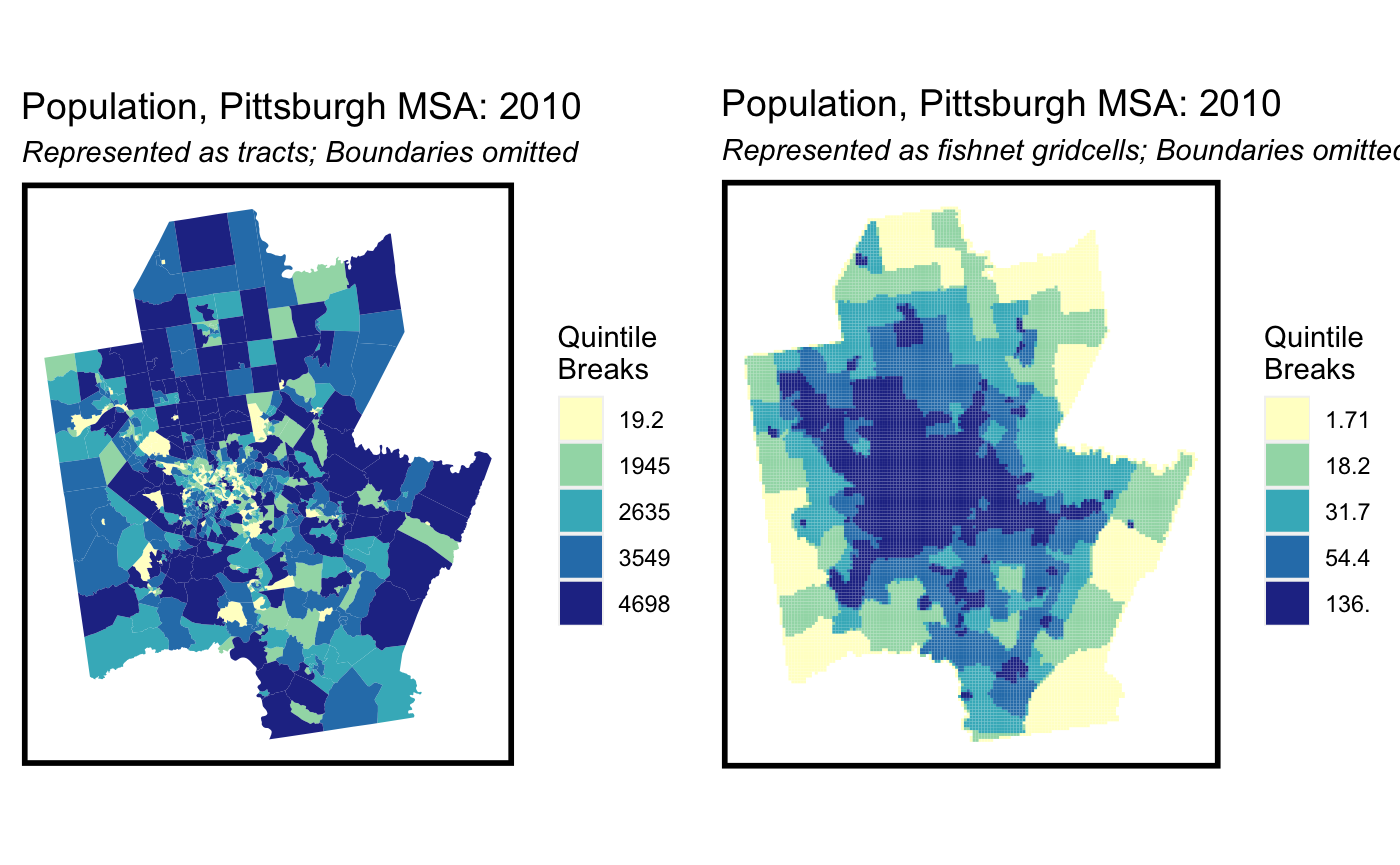 Population, Pittsburgh MSA: 2010
Represented as tracts; Boundaries omitted
Quintile
Breaks
19.2
1945
2635
3549
4698
Population, Pittsburgh MSA: 2010
Represented as fishnet gridcells; Boundaries omitted
Quintile
Breaks
1.71
18.2
31.7
54.4
136.